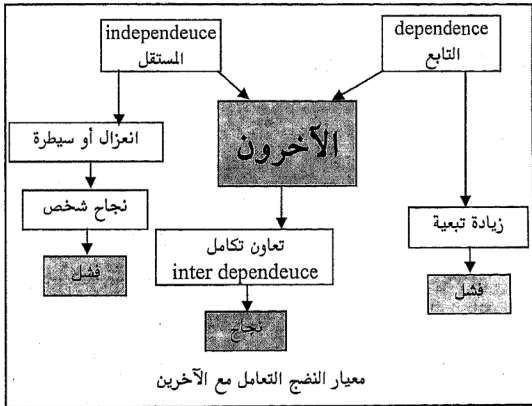 independeuce
المستقل
dependence
التابع
الآخرون
انعزال أو سيطرة
نجاح شخص
فشل
تعاون تكامل
inter dependeuce
نجاح
زيادة تبعية
فشل
معيار النضج التعامل مع الآخرين